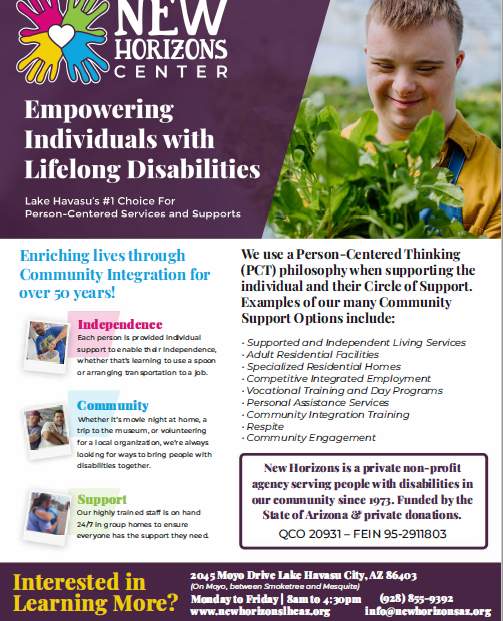 NEW
HORIZONS
CENTER
Empowering
Individuals with
Lifelong Disabilities
Lake Havasu's #1 Choice For
Person-Centered Services and Supports
Enriching lives through
Community Integration for
over 50 years!
Independence
Each person is provided individual
support to enable their independence,
whether that's learning to use a spoon
or arranging transportation to a job.
Community
Whether it's movie night at home, a
trip to the museum, or volunteering
for a local organization, we're always
looking for ways to bring people with
disabilities together.
Support
Our highly trained staff is on hand
24/7 in group homes to ensure
everyone has the support they need.
We use a Person-Centered Thinking
(PCT) philosophy when supporting the
individual and their Circle of Support.
Examples of our many Community
Support Options include:
· Supported and Independent Living Services
· Adult Residential Facilities
· Specialized Residential Homes
· Competitive Integrated Employment
· Vocational Training and Day Programs
· Personal Assistance Services
· Community Integration Training
· Respite
· Community Engagement
New Horizons is a private non-profit
agency serving people with disabilities in
our community since 1973. Funded by the
State of Arizona & private donations.
QCO 20931 – FEIN 95-2911803
Interested in
Learning More?
2045 Moyo Drive Lake Havasu City, AZ 86403
(On Moyo, between Smoketree and Mesquite)
Monday to Friday | 8am to 4:30pm (928) 855-9392
www.newhorizonslhcaz.org info@newhorizonsaz.org